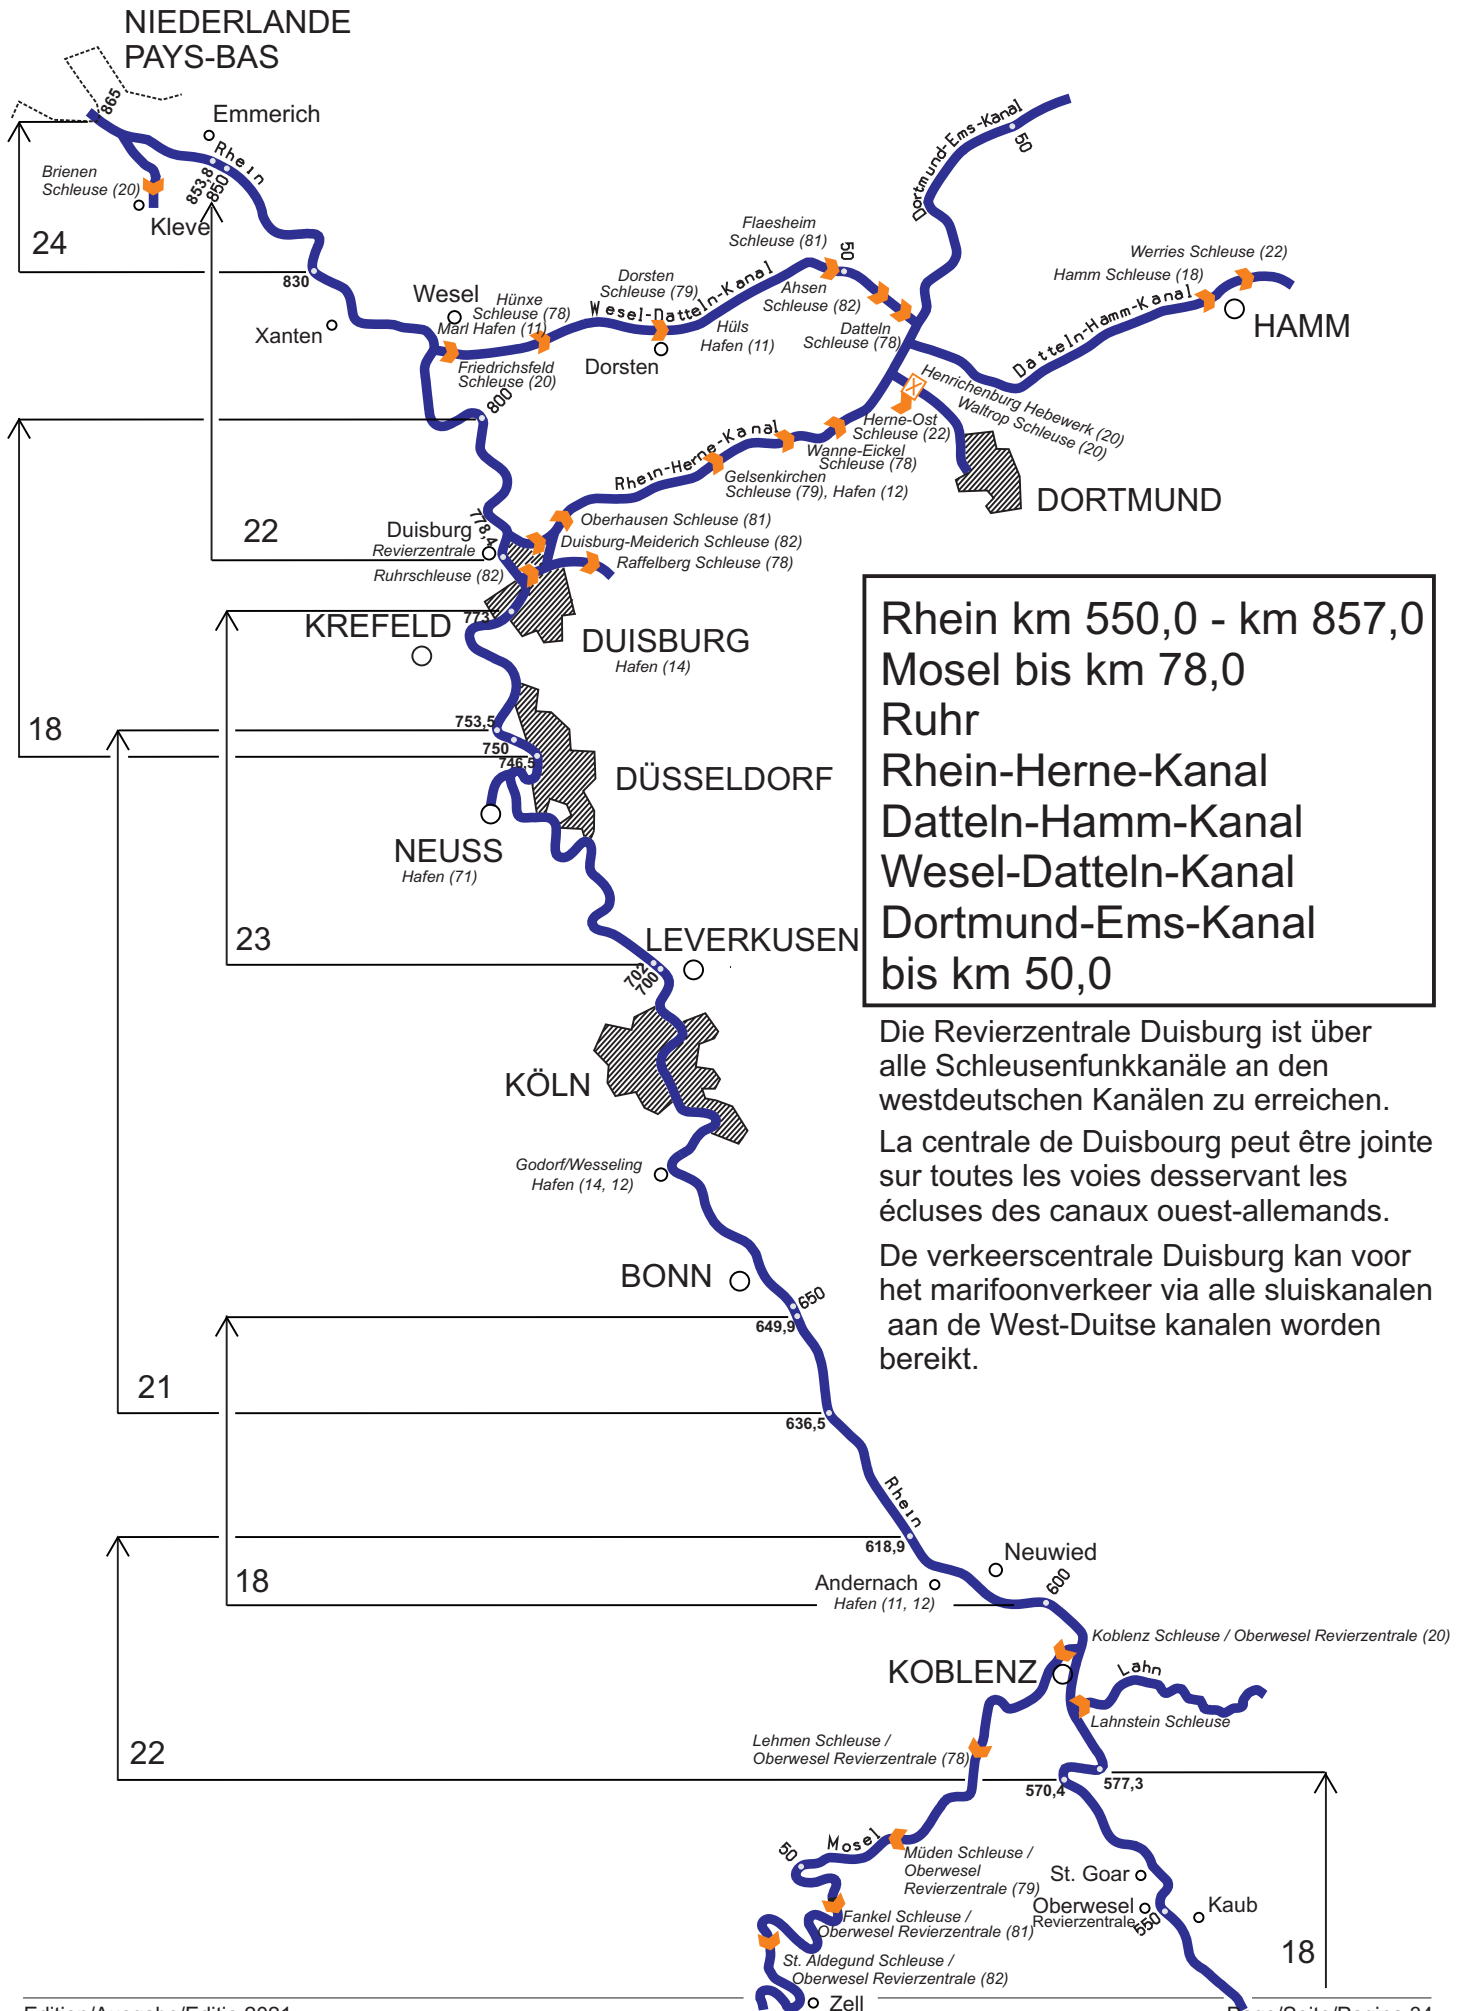 NIEDERLANDE
PAYS-BAS
865
Emmerich
Rhein
853,8
850
Brienen
Schleuse (20)
Kleve
24
830
Xanten
Wesel
Hünxe
Schleuse (78)
Marl Hafen (11)
Friedrichsfeld
Schleuse (20)
Dorsten
Schleuse (79)
Wesel-Datteln-Kanal
Dorsten
Hüls
Hafen (11)
Flaesheim
Schleuse (81)
50
Ahsen
Schleuse (82)
Datteln
Schleuse (78)
Dortmund-Ems-Kanal
50
Werries Schleuse (22)
Hamm Schleuse (18)
Datteln-Hamm-Kanal
HAMM
Henrichenburg Hebewerk (20)
Waltrop Schleuse (20)
Herne-Ost
Schleuse (22)
Wanne-Eickel
Schleuse (78)
Gelsenkirchen
Schleuse (79), Hafen (12)
Rhein-Herne-Kanal
DORTMUND
800
22
778,4
Duisburg
Revierzentrale
Ruhrschleuse (82)
Oberhausen Schleuse (81)
Duisburg-Meiderich Schleuse (82)
Raffelberg Schleuse (78)
773
KREFELD
DUISBURG
Hafen (14)
18
753,5
750
746,5
DÜSSELDORF
NEUSS
Hafen (71)
23
LEVERKUSEN
702
700
KÖLN
Godorf/Wesseling
Hafen (14, 12)
BONN
650
649,9
21
636,5
Rhein
618,9
18
Neuwied
Andernach
Hafen (11, 12)
600
Koblenz Schleuse / Oberwesel Revierzentrale (20)
KOBLENZ
Lahn
Lahnstein Schleuse
Lehmen Schleuse /
Oberwesel Revierzentrale (78)
22
570,4
577,3
Mosel
50
Müden Schleuse /
Oberwesel
Revierzentrale (79)
St. Goar
Oberwesel
Revierzentrale
550
Kaub
Fankel Schleuse /
Oberwesel Revierzentrale (81)
St. Aldegund Schleuse /
Oberwesel Revierzentrale (82)
18
Zell
Rhein km 550,0 - km 857,0
Mosel bis km 78,0
Ruhr
Rhein-Herne-Kanal
Datteln-Hamm-Kanal
Wesel-Datteln-Kanal
Dortmund-Ems-Kanal
bis km 50,0
Die Revierzentrale Duisburg ist über
alle Schleusenfunkkanäle an den
westdeutschen Kanälen zu erreichen.
La centrale de Duisbourg peut être jointe
sur toutes les voies desservant les
écluses des canaux ouest-allemands.
De verkeerscentrale Duisburg kan voor
het marifoonverkeer via alle sluiskanalen
aan de West-Duitse kanalen worden
bereikt.
Edition/Ausgabe/Editie 2021